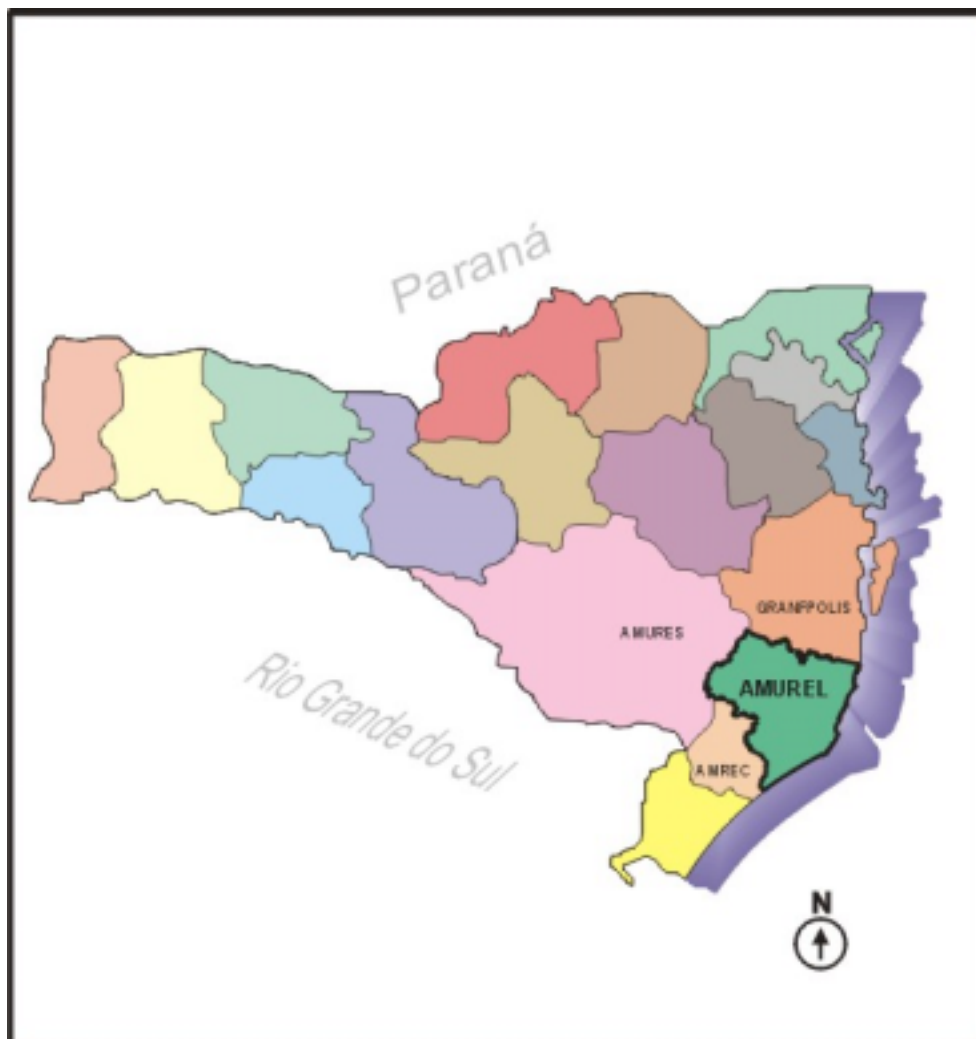 Paraná
GRANFPOLIS
AMURES
AMUREL
Rio Grande do Sul
AMREC
N